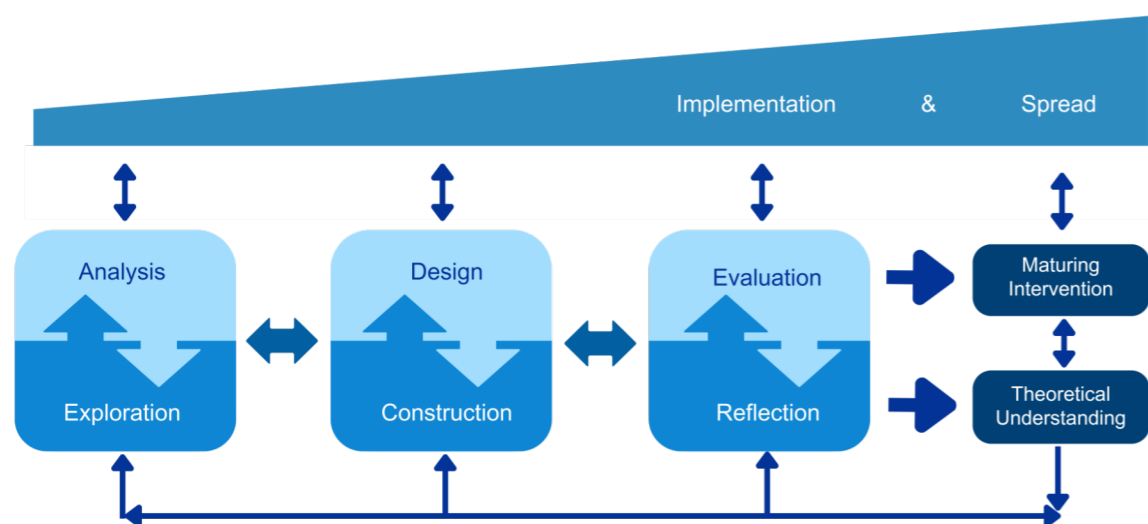 Implementation & Spread
Analysis
Design
Evaluation
Maturing
Intervention
Exploration
Construction
Reflection
Theoretical
Understanding